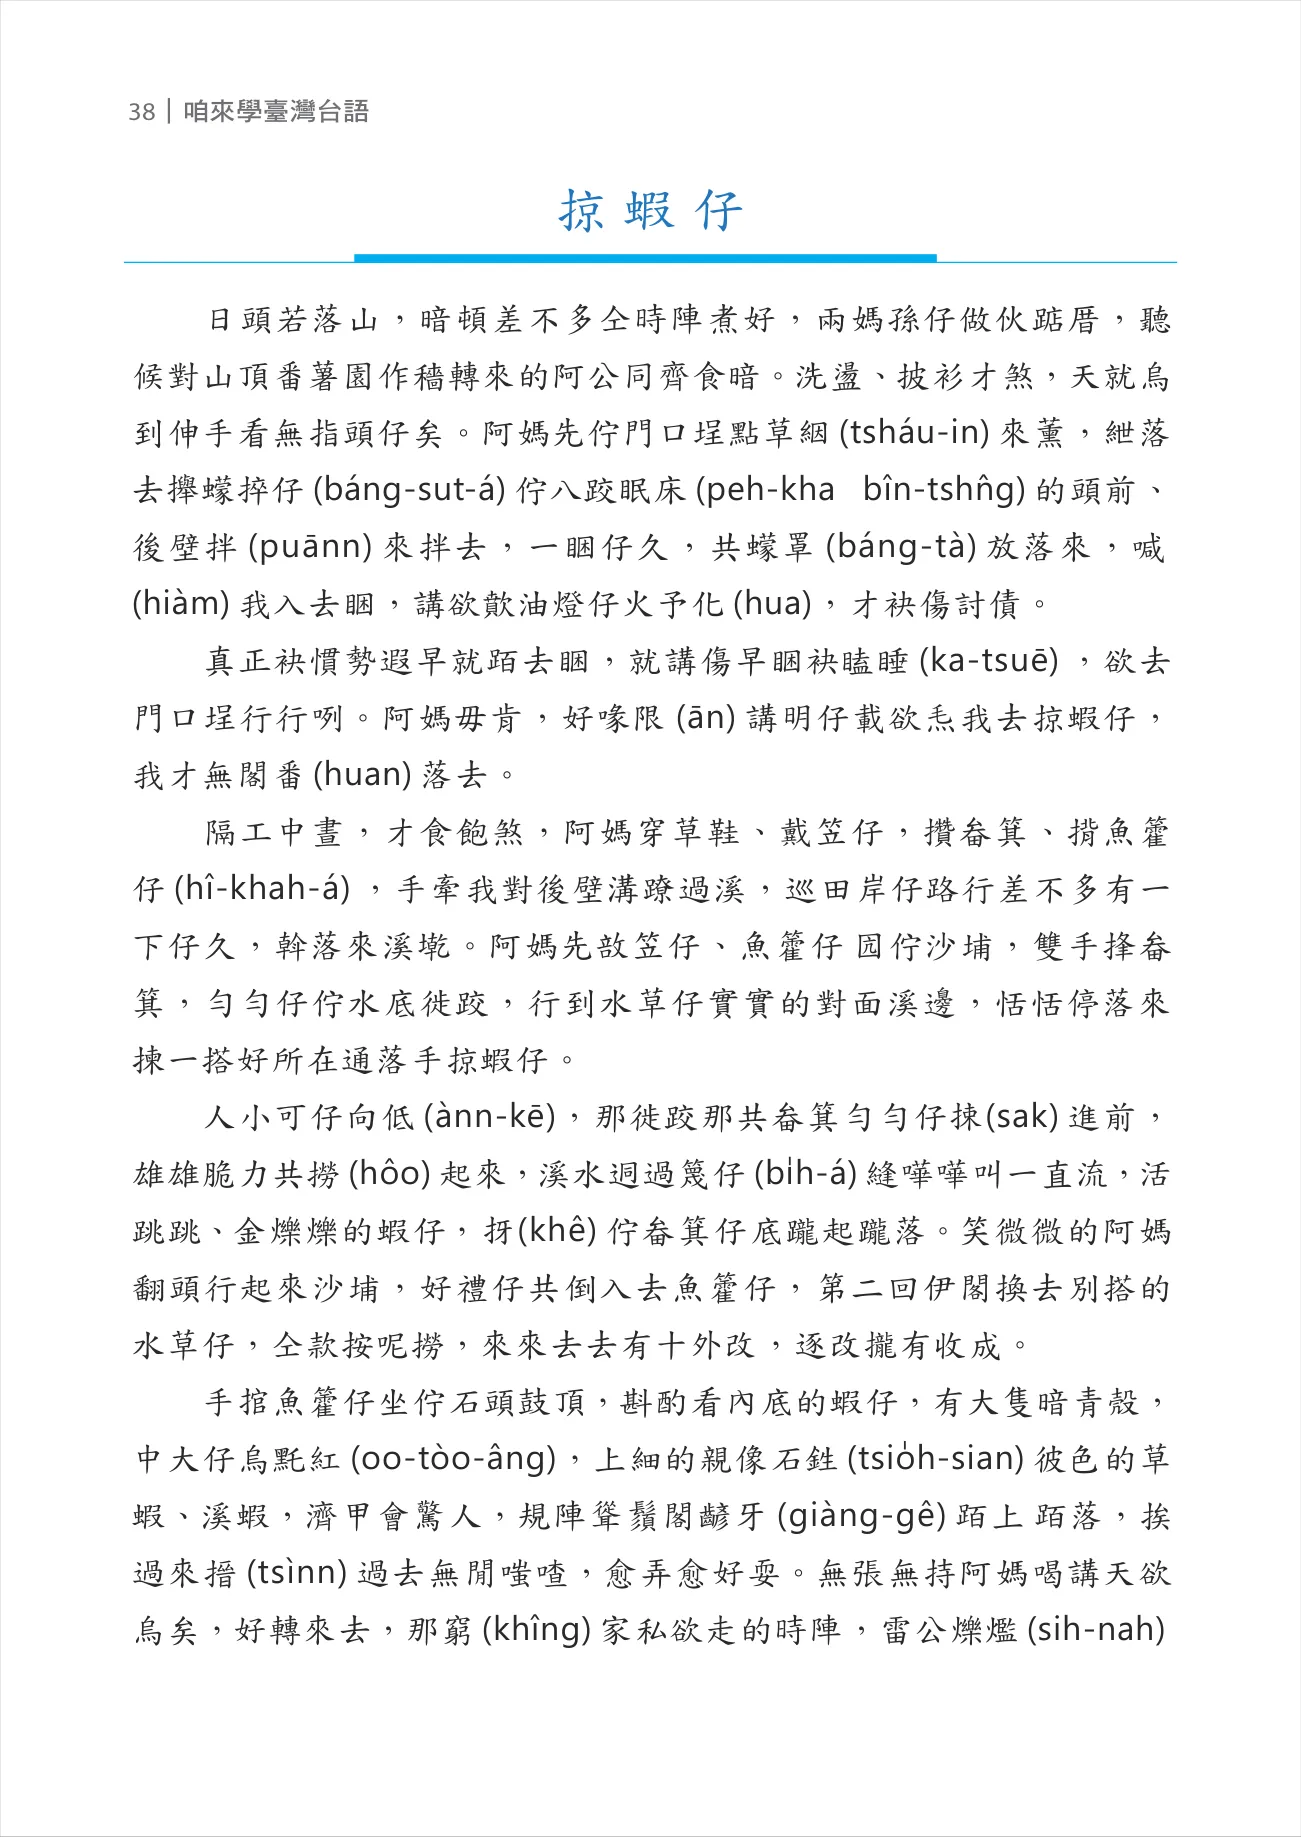 38｜咱來學臺灣台語
掠蝦仔
日頭若落山，暗頓差不多仝時陣煮好，兩媽孫仔做伙踮厝，聽
候對山頂番薯園作穡轉來的阿公同齊食暗。洗盪、披衫才煞，天就烏
到伸手看無指頭仔矣。阿媽先佇門口埕點草絪 (tsháu-in) 來薰，紲落
去攑蠓捽仔 (báng-sut-á) 佇八跤眠床 (peh-kha bîn-tshn̂g) 的頭前、
後壁拌 (puānn) 來拌去，一睏仔久，共蠓罩 (báng-tà) 放落來，喊
(hiàm) 我入去睏，講欲歕油燈仔火予化 (hua)，才袂傷討債。
真正袂慣勢遐早就𬦰去睏，就講傷早睏袂瞌睡 (ka-tsuē)，欲去
門口埕行行咧。阿媽毋肯，好喙限 (ān) 講明仔載欲𤆬我去掠蝦仔，
我才無閣番 (huan) 落去。
隔工中晝，才食飽煞，阿媽穿草鞋、戴笠仔，攢畚箕、揹魚籗
仔 (hî-khah-á)，手牽我對後壁溝蹽過溪，巡田岸仔路行差不多有一
下仔久，斡落來溪墘。阿媽先敨笠仔、魚籗仔 囥佇沙埔，雙手捀畚
箕，勻勻仔佇水底徙跤，行到水草仔實實的對面溪邊，恬恬停落來
揀一搭好所在通落手掠蝦仔。
人小可仔向低 (ànn-kē)，那徙跤那共畚箕勻勻仔捒(sak) 進前，
雄雄脆力共撈 (hôo) 起來，溪水迵過篾仔 (bi̍h-á) 縫嘩嘩叫一直流，活
跳跳、金爍爍的蝦仔，抲(khê) 佇畚箕仔底躘起躘落。笑微微的阿媽
翻頭行起來沙埔，好禮仔共倒入去魚籗仔，第二回伊閣換去別搭的
水草仔，仝款按呢撈，來來去去有十外改，逐改攏有收成。
手捾魚籗仔坐佇石頭鼓頂，斟酌看內底的蝦仔，有大隻暗青殼，
中大仔烏黗紅 (oo-tòo-âng)，上細的親像石鉎 (tsio̍h-sian) 彼色的草
蝦、溪蝦，濟甲會驚人，規陣聳鬚閣齴牙 (giàng-gê) 𬦰上 𬦰落，挨
過來搢 (tsìnn) 過去無閒嗤喳，愈弄愈好耍。無張無持阿媽喝講天欲
烏矣，好轉來去，那窮 (khîng) 家私欲走的時陣，雷公爍爁 (sih-nah)